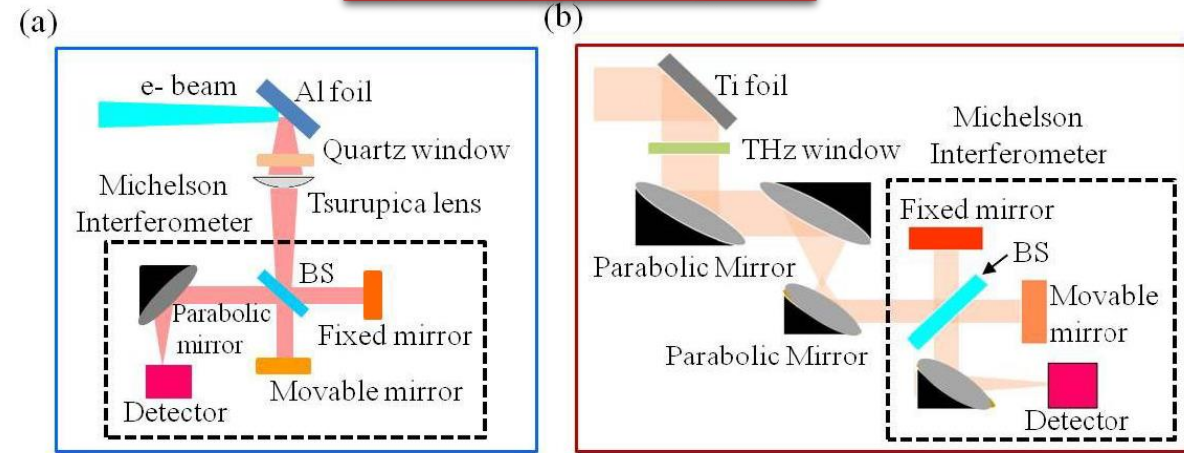 (a)
e- beam
Al foil
Quartz window
Michelson
Interferometer
Tsurupica lens
BS
Parabolic
mirror
Fixed mirror
Movable mirror
Detector
(b)
Ti foil
Michelson
Interferometer
THz window
Fixed mirror
BS
Parabolic Mirror
Movable
mirror
Parabolic Mirror
Detector